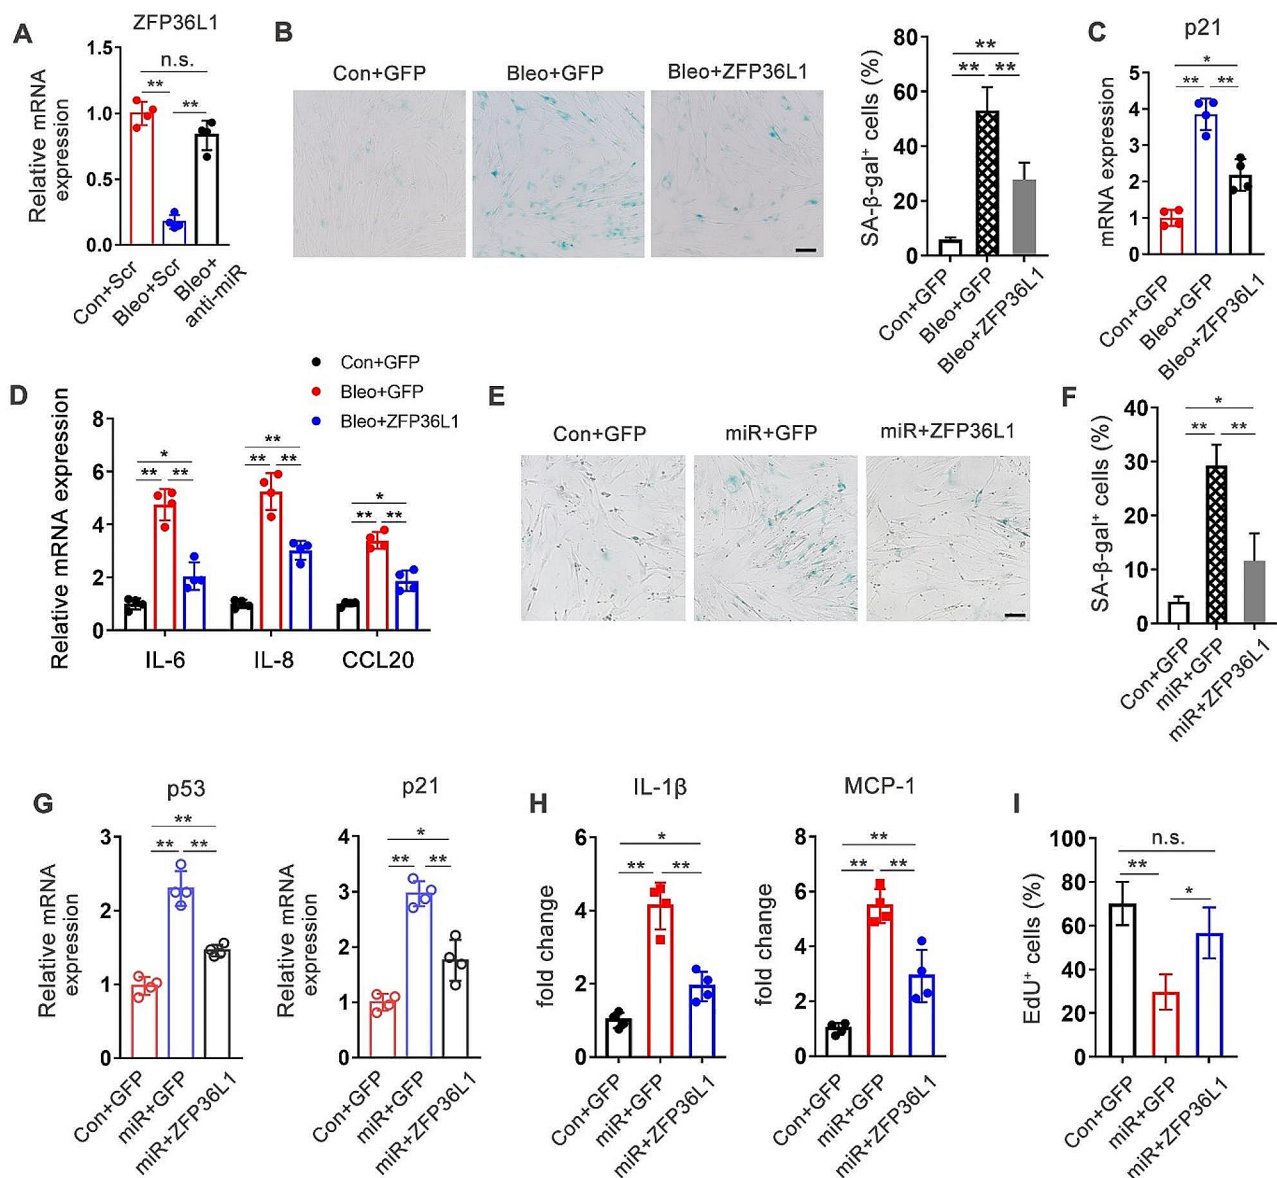 A
ZFP36L1
Relative mRNA
expression
1.5
1.0
0.5
0.0
n.s.
**
**
Con+Scr
Bleo+Scr
Bleo+
anti-miR
B
Con+GFP
Bleo+GFP
Bleo+ZFP36L1
SA-β-gal⁺ cells (%)
80
60
40
20
0
**
** **
Con+GFP
Bleo+GFP
Bleo+ZFP36L1
C
p21
mRNA expression
5
4
3
2
1
0
*
** **
Con+GFP
Bleo+GFP
Bleo+ZFP36L1
D
Con+GFP
Bleo+GFP
Bleo+ZFP36L1
Relative mRNA expression
8
6
4
2
0
*
** **
**
** **
*
** **
IL-6
IL-8
CCL20
E
Con+GFP
miR+GFP
miR+ZFP36L1
F
SA-β-gal⁺ cells (%)
40
30
20
10
0
*
** **
Con+GFP
miR+GFP
miR+ZFP36L1
G
p53
Relative mRNA
expression
3
2
1
0
**
** **
Con+GFP
miR+GFP
miR+ZFP36L1
p21
Relative mRNA
expression
4
3
2
1
0
*
** **
Con+GFP
miR+GFP
miR+ZFP36L1
H
IL-1β
fold change
6
4
2
0
*
** **
Con+GFP
miR+GFP
miR+ZFP36L1
MCP-1
fold change
8
6
4
2
0
**
** **
Con+GFP
miR+GFP
miR+ZFP36L1
I
EdU⁺ cells (%)
100
80
60
40
20
0
n.s.
**
*
Con+GFP
miR+GFP
miR+ZFP36L1